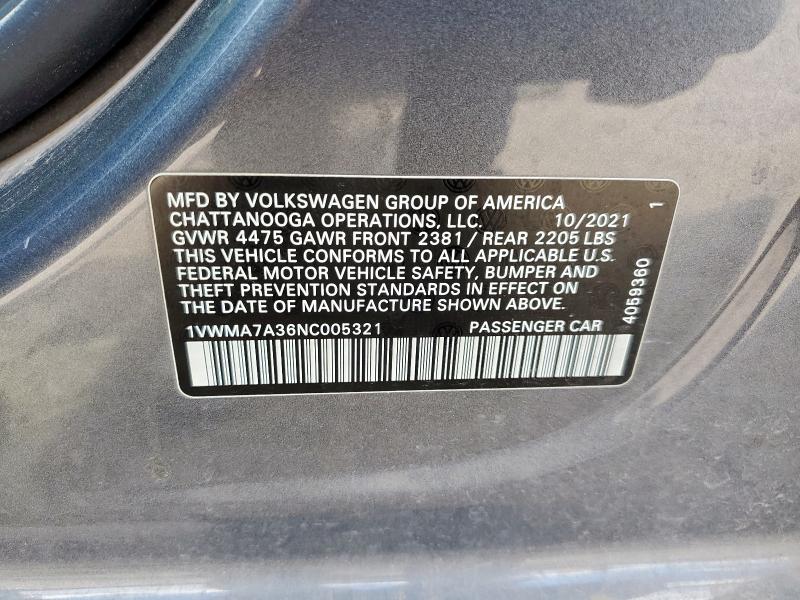 MFD BY VOLKSWAGEN GROUP OF AMERICA
CHATTANOOGA OPERATIONS, LLC. 10/2021 1
GVWR 4475 GAWR FRONT 2381 / REAR 2205 LBS
THIS VEHICLE CONFORMS TO ALL APPLICABLE U.S.
FEDERAL MOTOR VEHICLE SAFETY, BUMPER AND
THEFT PREVENTION STANDARDS IN EFFECT ON
THE DATE OF MANUFACTURE SHOWN ABOVE.
1VWMA7A36NC005321 PASSENGER CAR
4059360